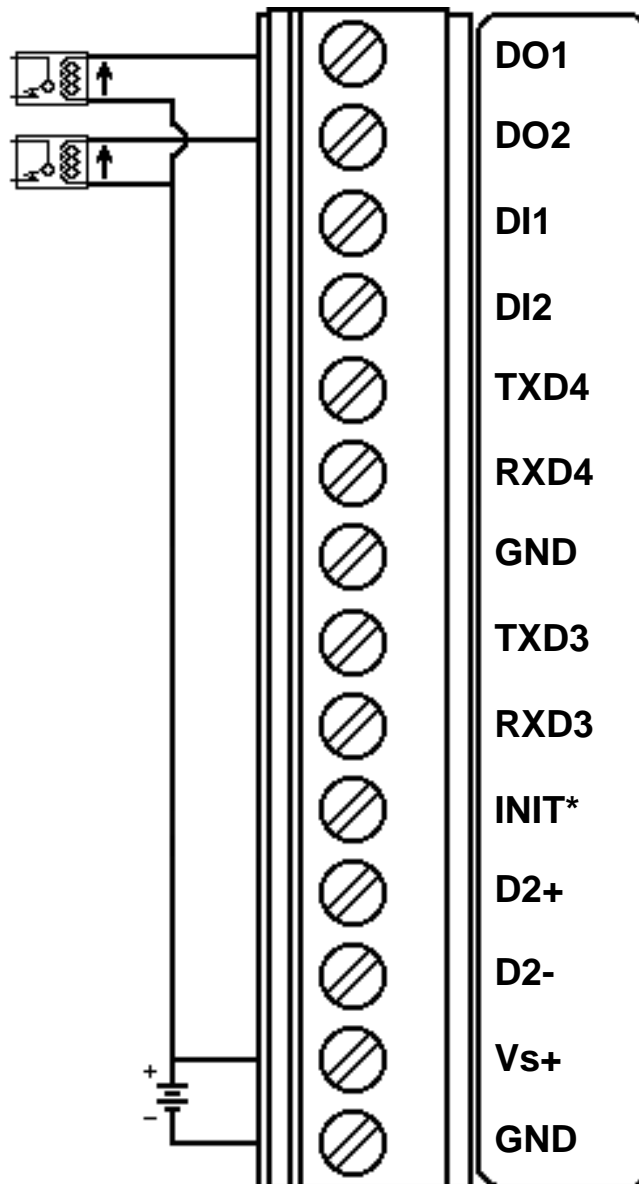 DO1
DO2
DI1
DI2
TXD4
RXD4
GND
TXD3
RXD3
INIT*
D2+
D2-
Vs+
+
-
GND